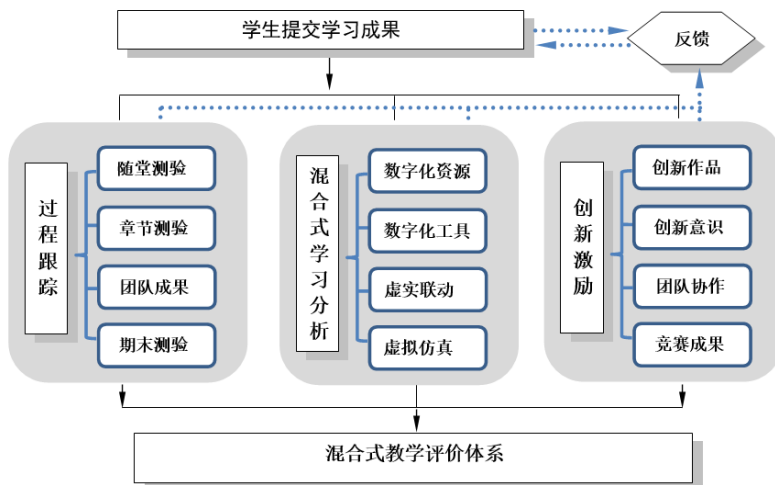 学生提交学习成果
反馈
过程跟踪
随堂测验
章节测验
团队成果
期末测验
混合式学习分析
数字化资源
数字化工具
虚实联动
虚拟仿真
创新激励
创新作品
创新意识
团队协作
竞赛成果
混合式教学评价体系